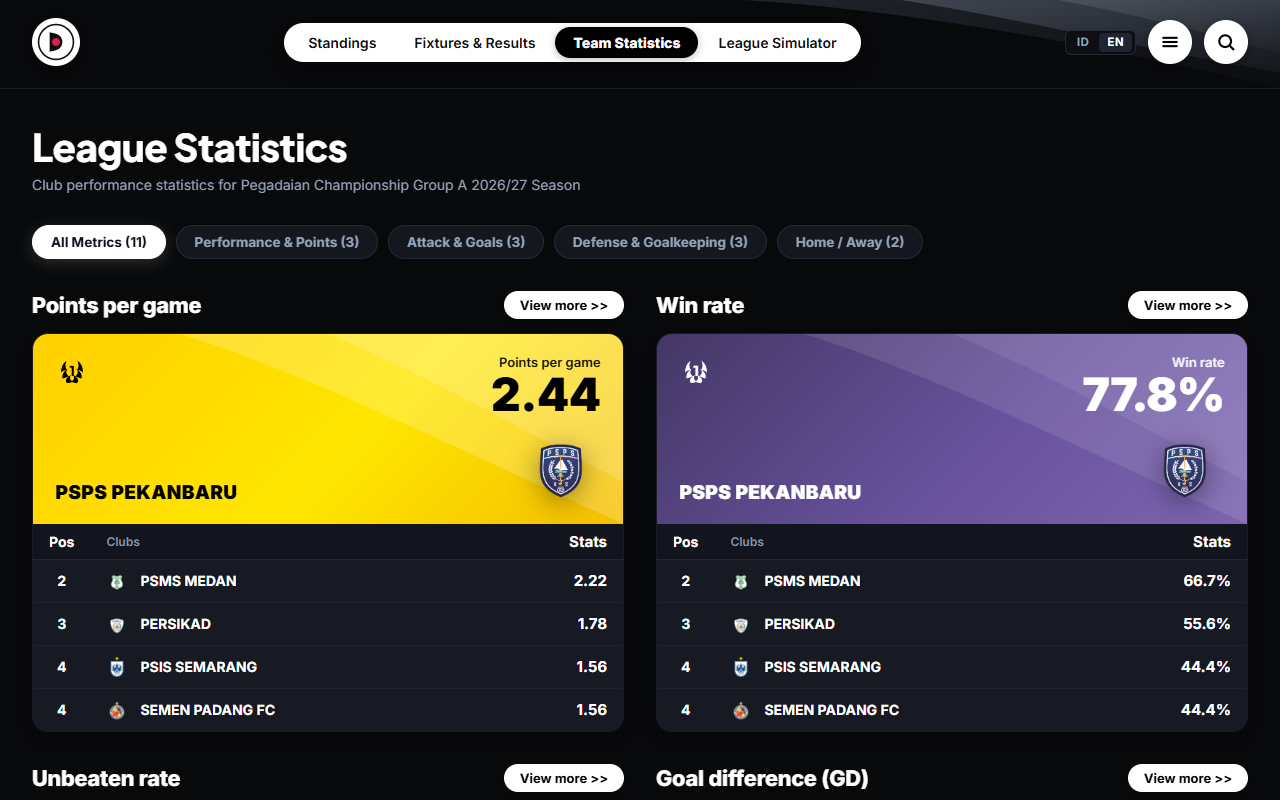 Standings Fixtures & Results Team Statistics League Simulator ID EN
League Statistics
Club performance statistics for Pegadaian Championship Group A 2026/27 Season
All Metrics (11) Performance & Points (3) Attack & Goals (3) Defense & Goalkeeping (3) Home / Away (2)
Points per game View more >>
1
Points per game
2.44
PSPS
PSPS PEKANBARU
Pos Clubs Stats
2 PSMS MEDAN 2.22
3 PERSIKAD 1.78
4 PSIS SEMARANG 1.56
4 SEMEN PADANG FC 1.56
Win rate View more >>
1
Win rate
77.8%
PSPS
PSPS PEKANBARU
Pos Clubs Stats
2 PSMS MEDAN 66.7%
3 PERSIKAD 55.6%
4 PSIS SEMARANG 44.4%
4 SEMEN PADANG FC 44.4%
Unbeaten rate View more >>
Goal difference (GD) View more >>